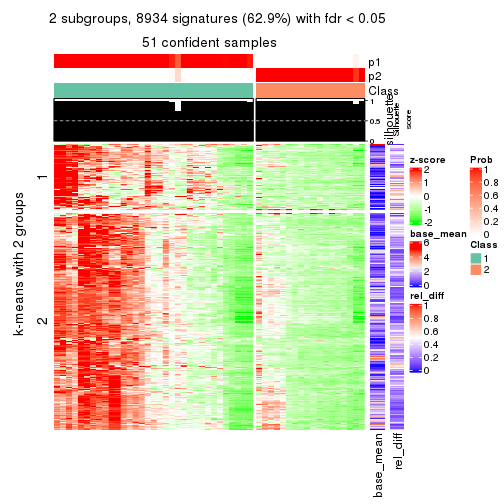 2 subgroups, 8934 signatures (62.9%) with fdr < 0.05
51 confident samples
p1
p2
Class
silhouette
Silhouette
score
1
0.5
0
k-means with 2 groups
1
2
base_mean
rel_diff
z-score
2
1
0
-1
-2
base_mean
6
4
2
0
rel_diff
1
0.8
0.6
0.4
0.2
0
Prob
1
0.8
0.6
0.4
0.2
0
Class
1
2